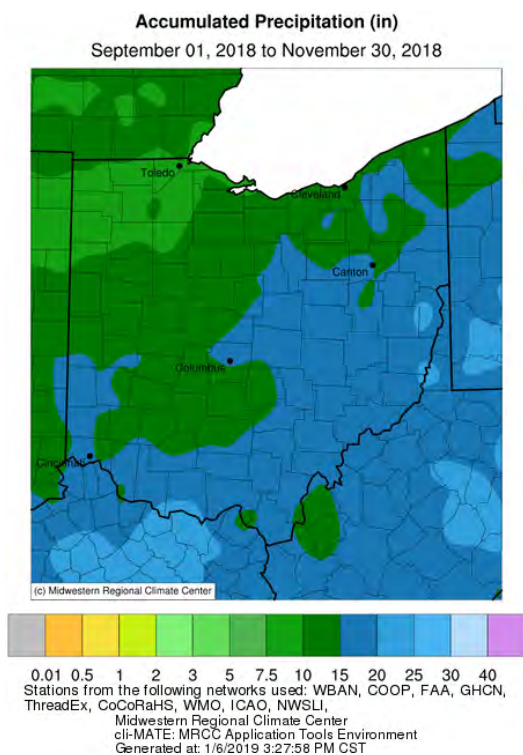 Accumulated Precipitation (in)
September 01, 2018 to November 30, 2018
Toledo
Cleveland
Canton
Columbus
Cincinnati
(c) Midwestern Regional Climate Center
0.01 0.5 1 2 3 5 7.5 10 15 20 25 30 40
Stations from the following networks used: WBAN, COOP, FAA, GHCN,
ThreadEx, CoCoRaHS, WMO, ICAO, NWSLI,
Midwestern Regional Climate Center
cli-MATE: MRCC Application Tools Environment
Generated at: 1/6/2019 3:27:58 PM CST